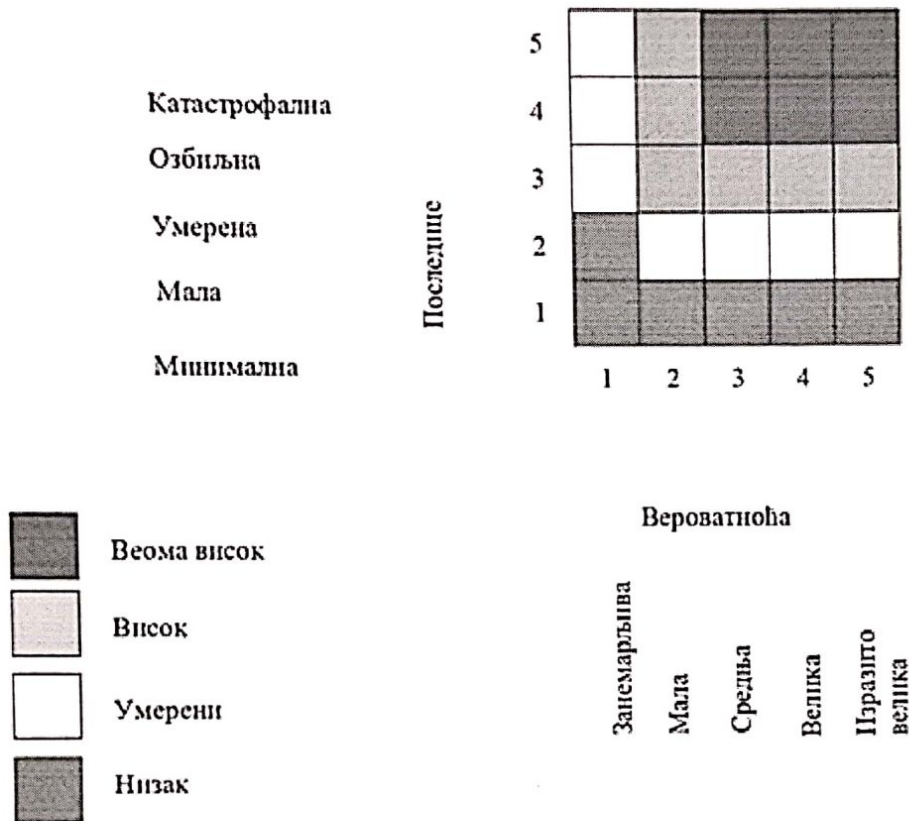 5
Катастрофална
4
Озбиљна
3
Умерена
2
Мала
1
Минимална
Последице
1 2 3 4 5
Вероватноћа
Занемарљива
Мала
Средња
Велика
Изразито
велика
Веома висок
Висок
Умерени
Низак